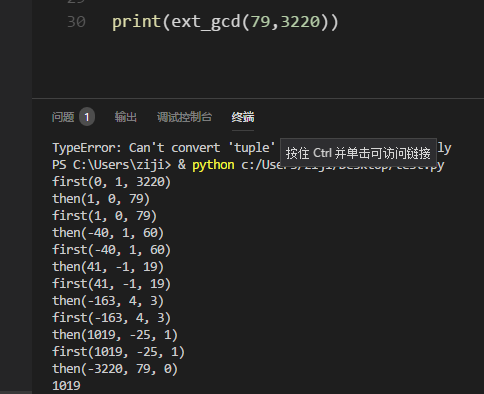 30 print(ext_gcd(79,3220))
问题 1 输出 调试控制台 终端
TypeError: Can't convert 'tuple' ly
按住 Ctrl 并单击可访问链接
PS C:\Users\ziji> & python c:/Users/ziji/Desktop/test.py
first(0, 1, 3220)
then(1, 0, 79)
first(1, 0, 79)
then(-40, 1, 60)
first(-40, 1, 60)
then(41, -1, 19)
first(41, -1, 19)
then(-163, 4, 3)
first(-163, 4, 3)
then(1019, -25, 1)
first(1019, -25, 1)
then(-3220, 79, 0)
1019